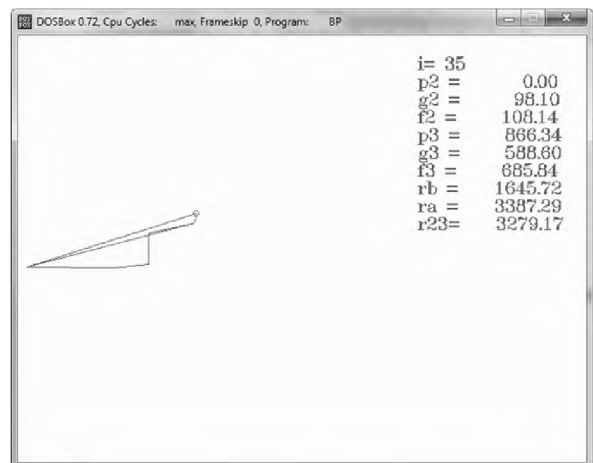 DOSBox 0.72, Cpu Cycles: max, Frameskip 0, Program: BP
i= 35
p2 = 0.00
g2 = 98.10
f2 = 108.14
p3 = 866.34
g3 = 588.60
f3 = 685.84
rb = 1645.72
ra = 3387.29
r23= 3279.17